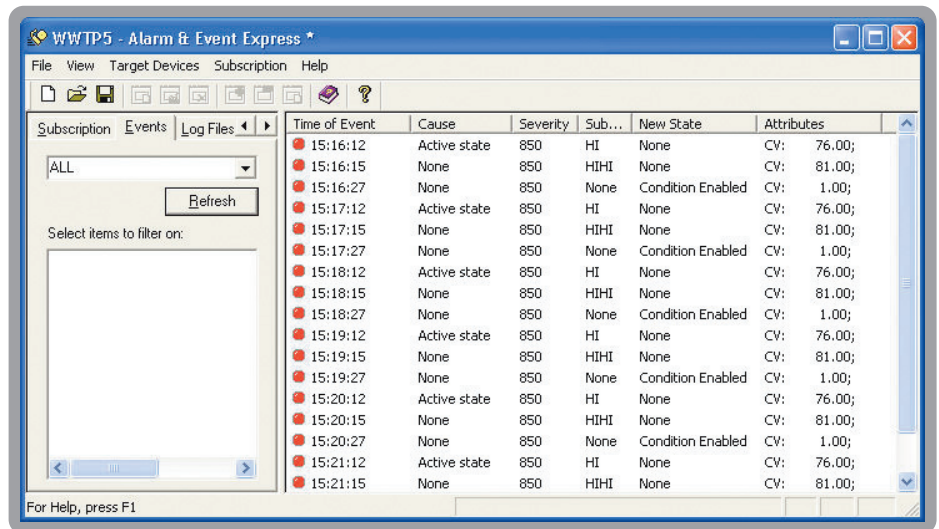 WWTP5 - Alarm & Event Express *
File View Target Devices Subscription Help
Subscription Events Log Files
ALL
Refresh
Select items to filter on:
Time of Event Cause Severity Sub... New State Attributes
15:16:12 Active state 850 HI None CV: 76.00;
15:16:15 None 850 HIHI None CV: 81.00;
15:16:27 None 850 None Condition Enabled CV: 1.00;
15:17:12 Active state 850 HI None CV: 76.00;
15:17:15 None 850 HIHI None CV: 81.00;
15:17:27 None 850 None Condition Enabled CV: 1.00;
15:18:12 Active state 850 HI None CV: 76.00;
15:18:15 None 850 HIHI None CV: 81.00;
15:18:27 None 850 None Condition Enabled CV: 1.00;
15:19:12 Active state 850 HI None CV: 76.00;
15:19:15 None 850 HIHI None CV: 81.00;
15:19:27 None 850 None Condition Enabled CV: 1.00;
15:20:12 Active state 850 HI None CV: 76.00;
15:20:15 None 850 HIHI None CV: 81.00;
15:20:27 None 850 None Condition Enabled CV: 1.00;
15:21:12 Active state 850 HI None CV: 76.00;
15:21:15 None 850 HIHI None CV: 81.00;
For Help, press F1